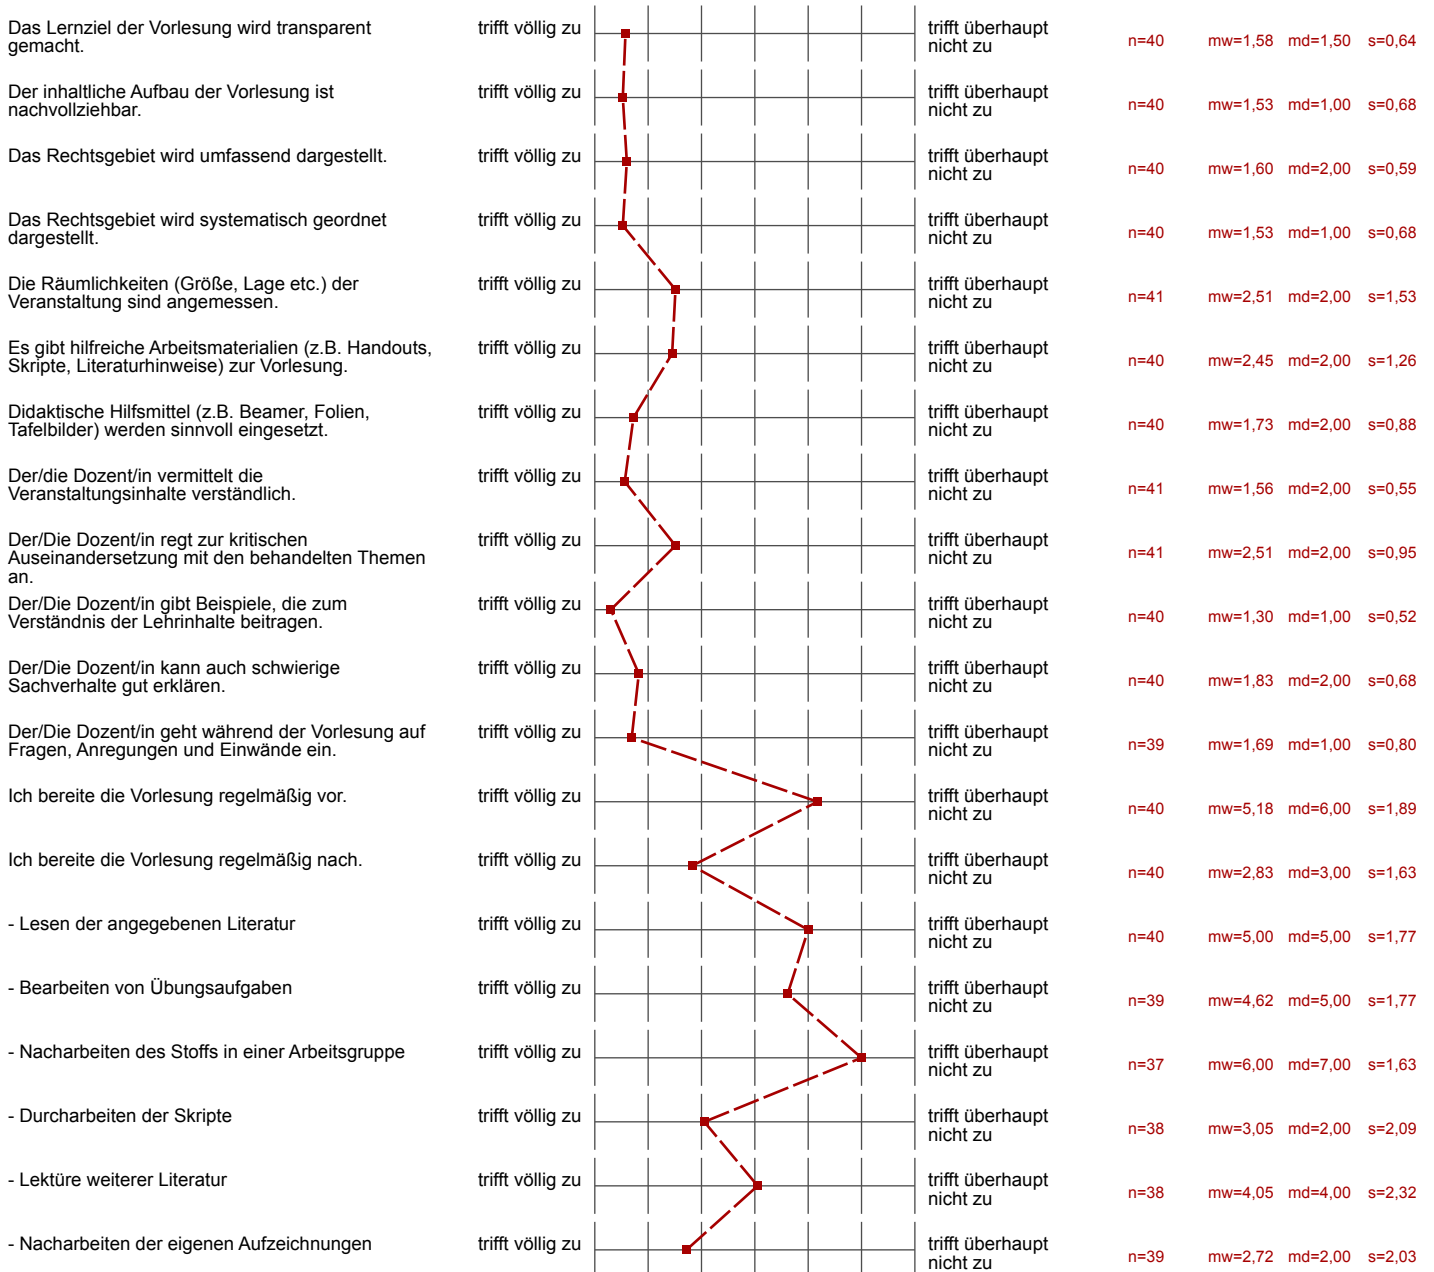 Das Lernziel der Vorlesung wird transparent
gemacht.
trifft völlig zu
trifft überhaupt
nicht zu
n=40 mw=1,58 md=1,50 s=0,64
Der inhaltliche Aufbau der Vorlesung ist
nachvollziehbar.
trifft völlig zu
trifft überhaupt
nicht zu
n=40 mw=1,53 md=1,00 s=0,68
Das Rechtsgebiet wird umfassend dargestellt.
trifft völlig zu
trifft überhaupt
nicht zu
n=40 mw=1,60 md=2,00 s=0,59
Das Rechtsgebiet wird systematisch geordnet
dargestellt.
trifft völlig zu
trifft überhaupt
nicht zu
n=40 mw=1,53 md=1,00 s=0,68
Die Räumlichkeiten (Größe, Lage etc.) der
Veranstaltung sind angemessen.
trifft völlig zu
trifft überhaupt
nicht zu
n=41 mw=2,51 md=2,00 s=1,53
Es gibt hilfreiche Arbeitsmaterialien (z.B. Handouts,
Skripte, Literaturhinweise) zur Vorlesung.
trifft völlig zu
trifft überhaupt
nicht zu
n=40 mw=2,45 md=2,00 s=1,26
Didaktische Hilfsmittel (z.B. Beamer, Folien,
Tafelbilder) werden sinnvoll eingesetzt.
trifft völlig zu
trifft überhaupt
nicht zu
n=40 mw=1,73 md=2,00 s=0,88
Der/die Dozent/in vermittelt die
Veranstaltungsinhalte verständlich.
trifft völlig zu
trifft überhaupt
nicht zu
n=41 mw=1,56 md=2,00 s=0,55
Der/Die Dozent/in regt zur kritischen
Auseinandersetzung mit den behandelten Themen
an.
trifft völlig zu
trifft überhaupt
nicht zu
n=41 mw=2,51 md=2,00 s=0,95
Der/Die Dozent/in gibt Beispiele, die zum
Verständnis der Lehrinhalte beitragen.
trifft völlig zu
trifft überhaupt
nicht zu
n=40 mw=1,30 md=1,00 s=0,52
Der/Die Dozent/in kann auch schwierige
Sachverhalte gut erklären.
trifft völlig zu
trifft überhaupt
nicht zu
n=40 mw=1,83 md=2,00 s=0,68
Der/Die Dozent/in geht während der Vorlesung auf
Fragen, Anregungen und Einwände ein.
trifft völlig zu
trifft überhaupt
nicht zu
n=39 mw=1,69 md=1,00 s=0,80
Ich bereite die Vorlesung regelmäßig vor.
trifft völlig zu
trifft überhaupt
nicht zu
n=40 mw=5,18 md=6,00 s=1,89
Ich bereite die Vorlesung regelmäßig nach.
trifft völlig zu
trifft überhaupt
nicht zu
n=40 mw=2,83 md=3,00 s=1,63
- Lesen der angegebenen Literatur
trifft völlig zu
trifft überhaupt
nicht zu
n=40 mw=5,00 md=5,00 s=1,77
- Bearbeiten von Übungsaufgaben
trifft völlig zu
trifft überhaupt
nicht zu
n=39 mw=4,62 md=5,00 s=1,77
- Nacharbeiten des Stoffs in einer Arbeitsgruppe
trifft völlig zu
trifft überhaupt
nicht zu
n=37 mw=6,00 md=7,00 s=1,63
- Durcharbeiten der Skripte
trifft völlig zu
trifft überhaupt
nicht zu
n=38 mw=3,05 md=2,00 s=2,09
- Lektüre weiterer Literatur
trifft völlig zu
trifft überhaupt
nicht zu
n=38 mw=4,05 md=4,00 s=2,32
- Nacharbeiten der eigenen Aufzeichnungen
trifft völlig zu
trifft überhaupt
nicht zu
n=39 mw=2,72 md=2,00 s=2,03